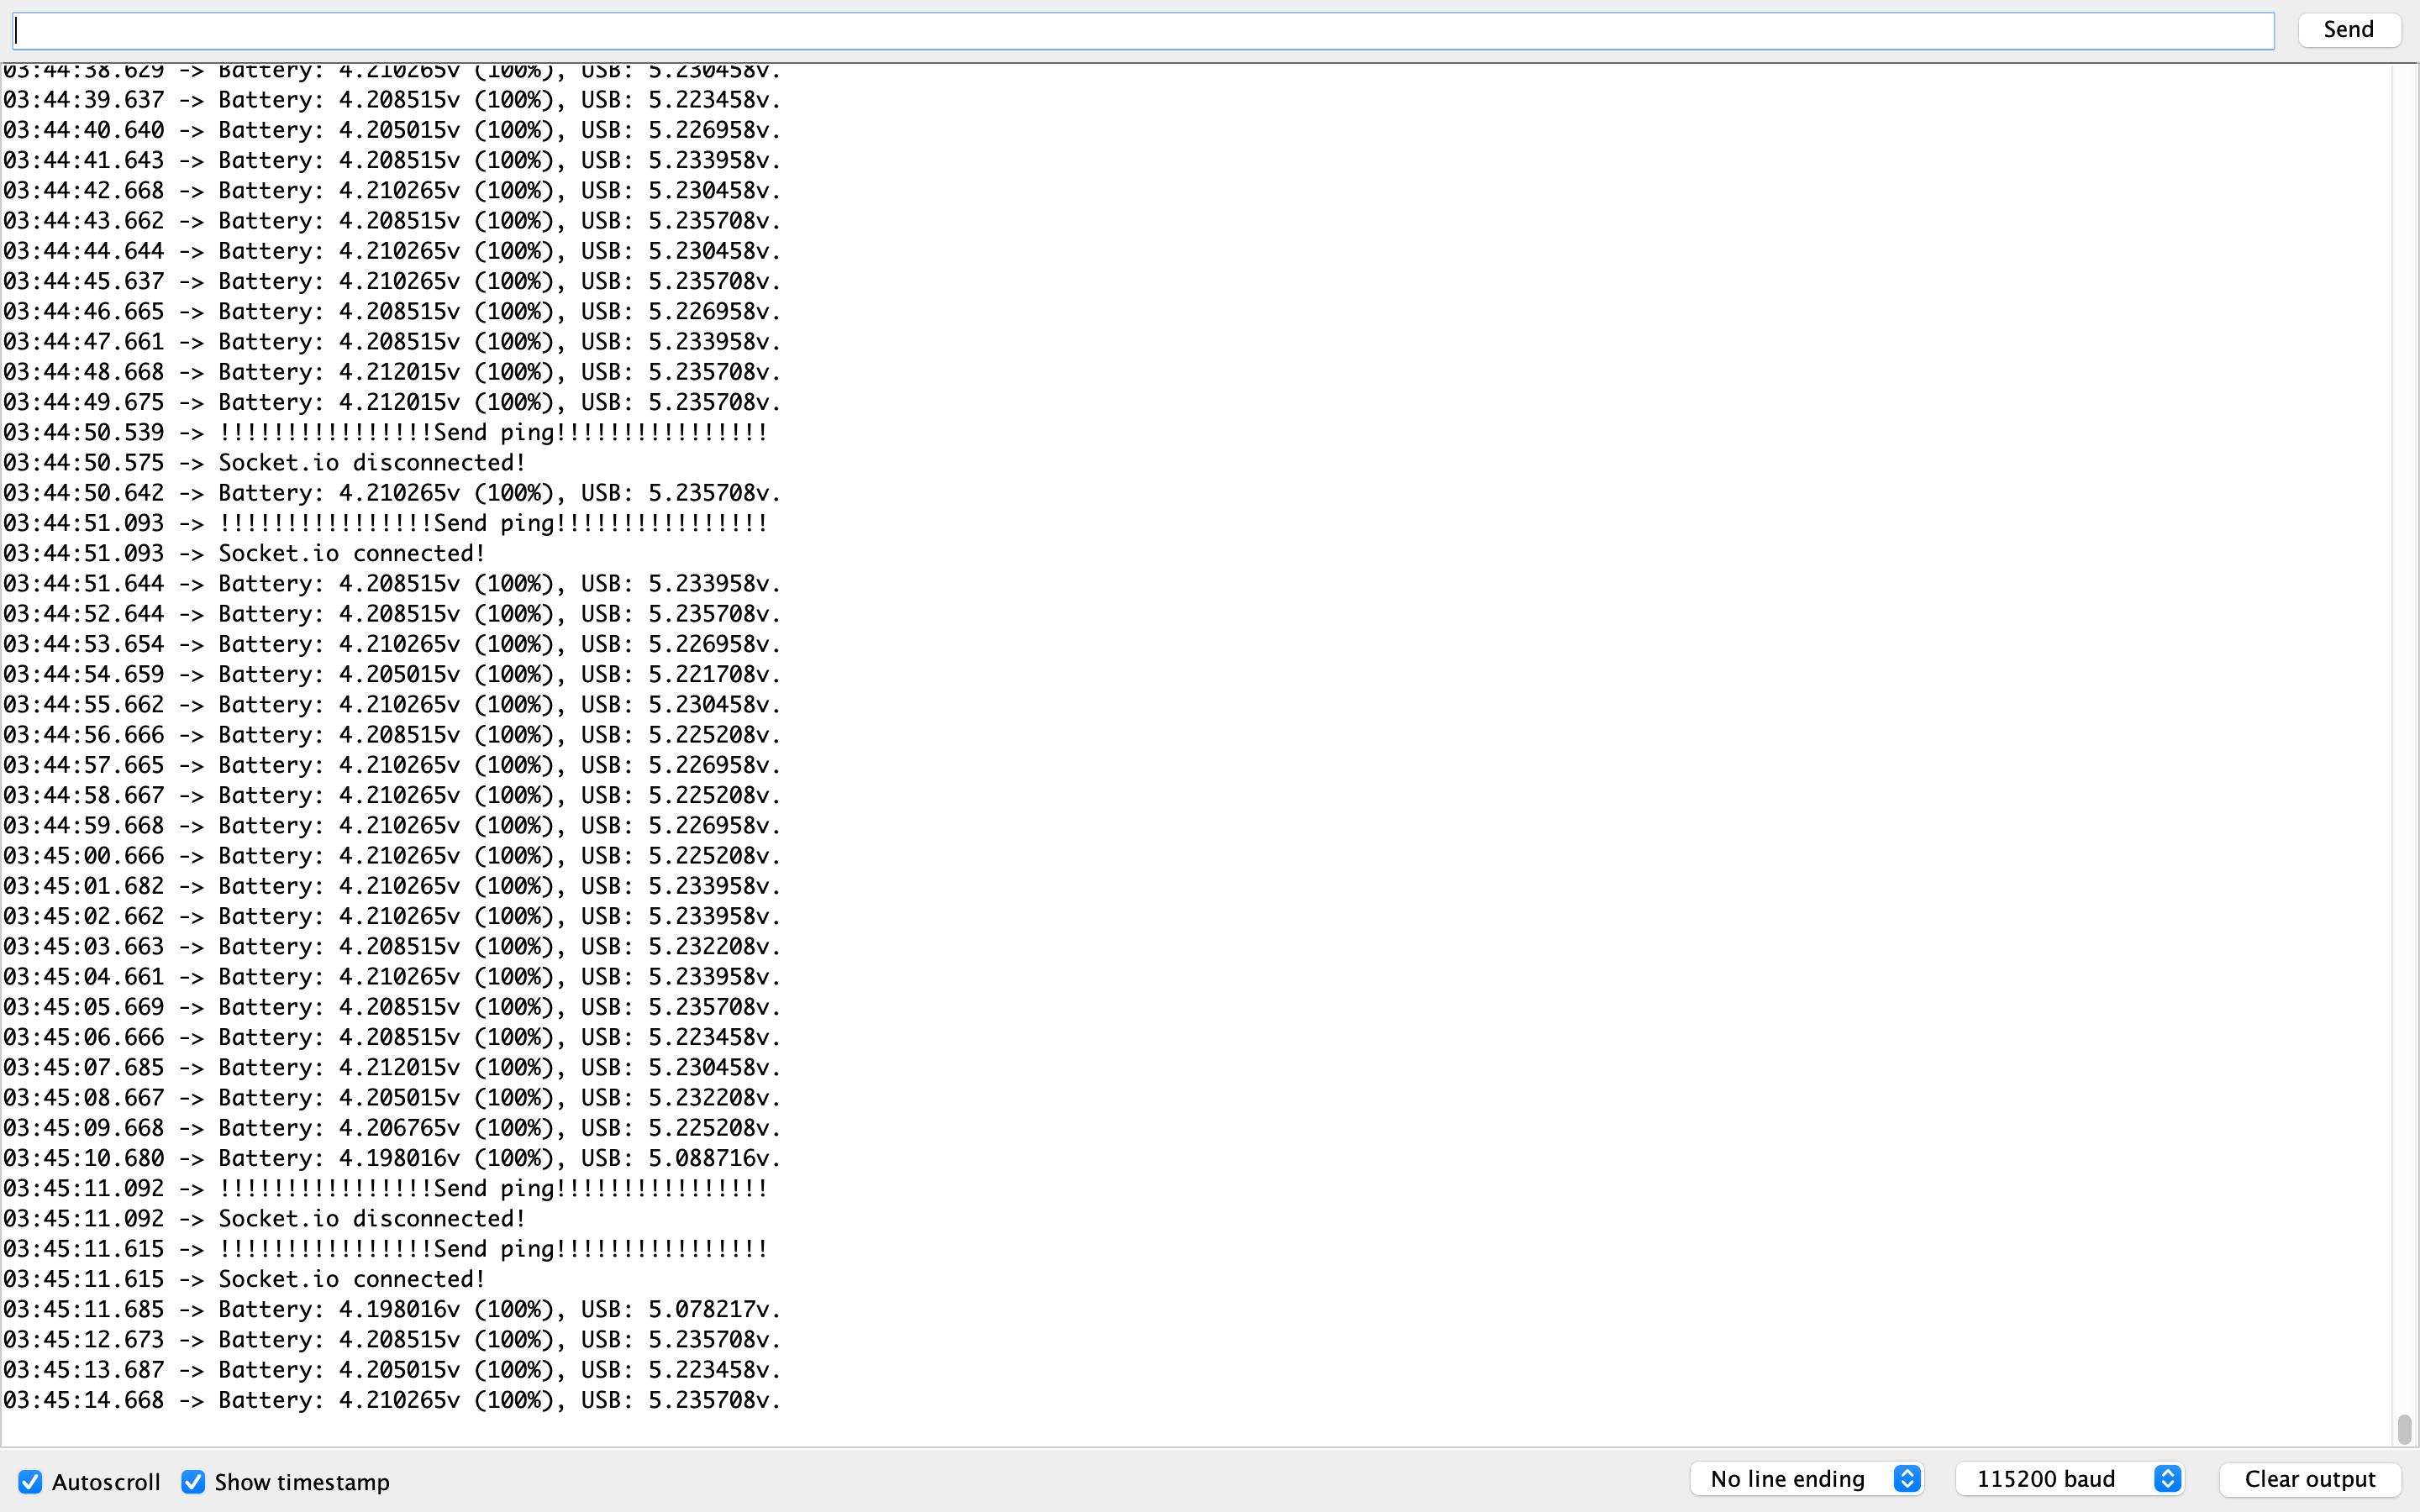 Send
03:44:38.629 -> Battery: 4.210265v (100%), USB: 5.230458v.
03:44:39.637 -> Battery: 4.208515v (100%), USB: 5.223458v.
03:44:40.640 -> Battery: 4.205015v (100%), USB: 5.226958v.
03:44:41.643 -> Battery: 4.208515v (100%), USB: 5.233958v.
03:44:42.668 -> Battery: 4.210265v (100%), USB: 5.230458v.
03:44:43.662 -> Battery: 4.208515v (100%), USB: 5.235708v.
03:44:44.644 -> Battery: 4.210265v (100%), USB: 5.230458v.
03:44:45.637 -> Battery: 4.210265v (100%), USB: 5.235708v.
03:44:46.665 -> Battery: 4.208515v (100%), USB: 5.226958v.
03:44:47.661 -> Battery: 4.208515v (100%), USB: 5.233958v.
03:44:48.668 -> Battery: 4.212015v (100%), USB: 5.235708v.
03:44:49.675 -> Battery: 4.212015v (100%), USB: 5.235708v.
03:44:50.539 -> !!!!!!!!!!!!!!!!Send ping!!!!!!!!!!!!!!!!
03:44:50.575 -> Socket.io disconnected!
03:44:50.642 -> Battery: 4.210265v (100%), USB: 5.235708v.
03:44:51.093 -> !!!!!!!!!!!!!!!!Send ping!!!!!!!!!!!!!!!!
03:44:51.093 -> Socket.io connected!
03:44:51.644 -> Battery: 4.208515v (100%), USB: 5.233958v.
03:44:52.644 -> Battery: 4.208515v (100%), USB: 5.235708v.
03:44:53.654 -> Battery: 4.210265v (100%), USB: 5.226958v.
03:44:54.659 -> Battery: 4.205015v (100%), USB: 5.221708v.
03:44:55.662 -> Battery: 4.210265v (100%), USB: 5.230458v.
03:44:56.666 -> Battery: 4.208515v (100%), USB: 5.225208v.
03:44:57.665 -> Battery: 4.210265v (100%), USB: 5.226958v.
03:44:58.667 -> Battery: 4.210265v (100%), USB: 5.225208v.
03:44:59.668 -> Battery: 4.210265v (100%), USB: 5.226958v.
03:45:00.666 -> Battery: 4.210265v (100%), USB: 5.225208v.
03:45:01.682 -> Battery: 4.210265v (100%), USB: 5.233958v.
03:45:02.662 -> Battery: 4.210265v (100%), USB: 5.233958v.
03:45:03.663 -> Battery: 4.208515v (100%), USB: 5.232208v.
03:45:04.661 -> Battery: 4.210265v (100%), USB: 5.233958v.
03:45:05.669 -> Battery: 4.208515v (100%), USB: 5.235708v.
03:45:06.666 -> Battery: 4.208515v (100%), USB: 5.223458v.
03:45:07.685 -> Battery: 4.212015v (100%), USB: 5.230458v.
03:45:08.667 -> Battery: 4.205015v (100%), USB: 5.232208v.
03:45:09.668 -> Battery: 4.206765v (100%), USB: 5.225208v.
03:45:10.680 -> Battery: 4.198016v (100%), USB: 5.088716v.
03:45:11.092 -> !!!!!!!!!!!!!!!!Send ping!!!!!!!!!!!!!!!!
03:45:11.092 -> Socket.io disconnected!
03:45:11.615 -> !!!!!!!!!!!!!!!!Send ping!!!!!!!!!!!!!!!!
03:45:11.615 -> Socket.io connected!
03:45:11.685 -> Battery: 4.198016v (100%), USB: 5.078217v.
03:45:12.673 -> Battery: 4.208515v (100%), USB: 5.235708v.
03:45:13.687 -> Battery: 4.205015v (100%), USB: 5.223458v.
03:45:14.668 -> Battery: 4.210265v (100%), USB: 5.235708v.
Autoscroll Show timestamp No line ending 115200 baud Clear output